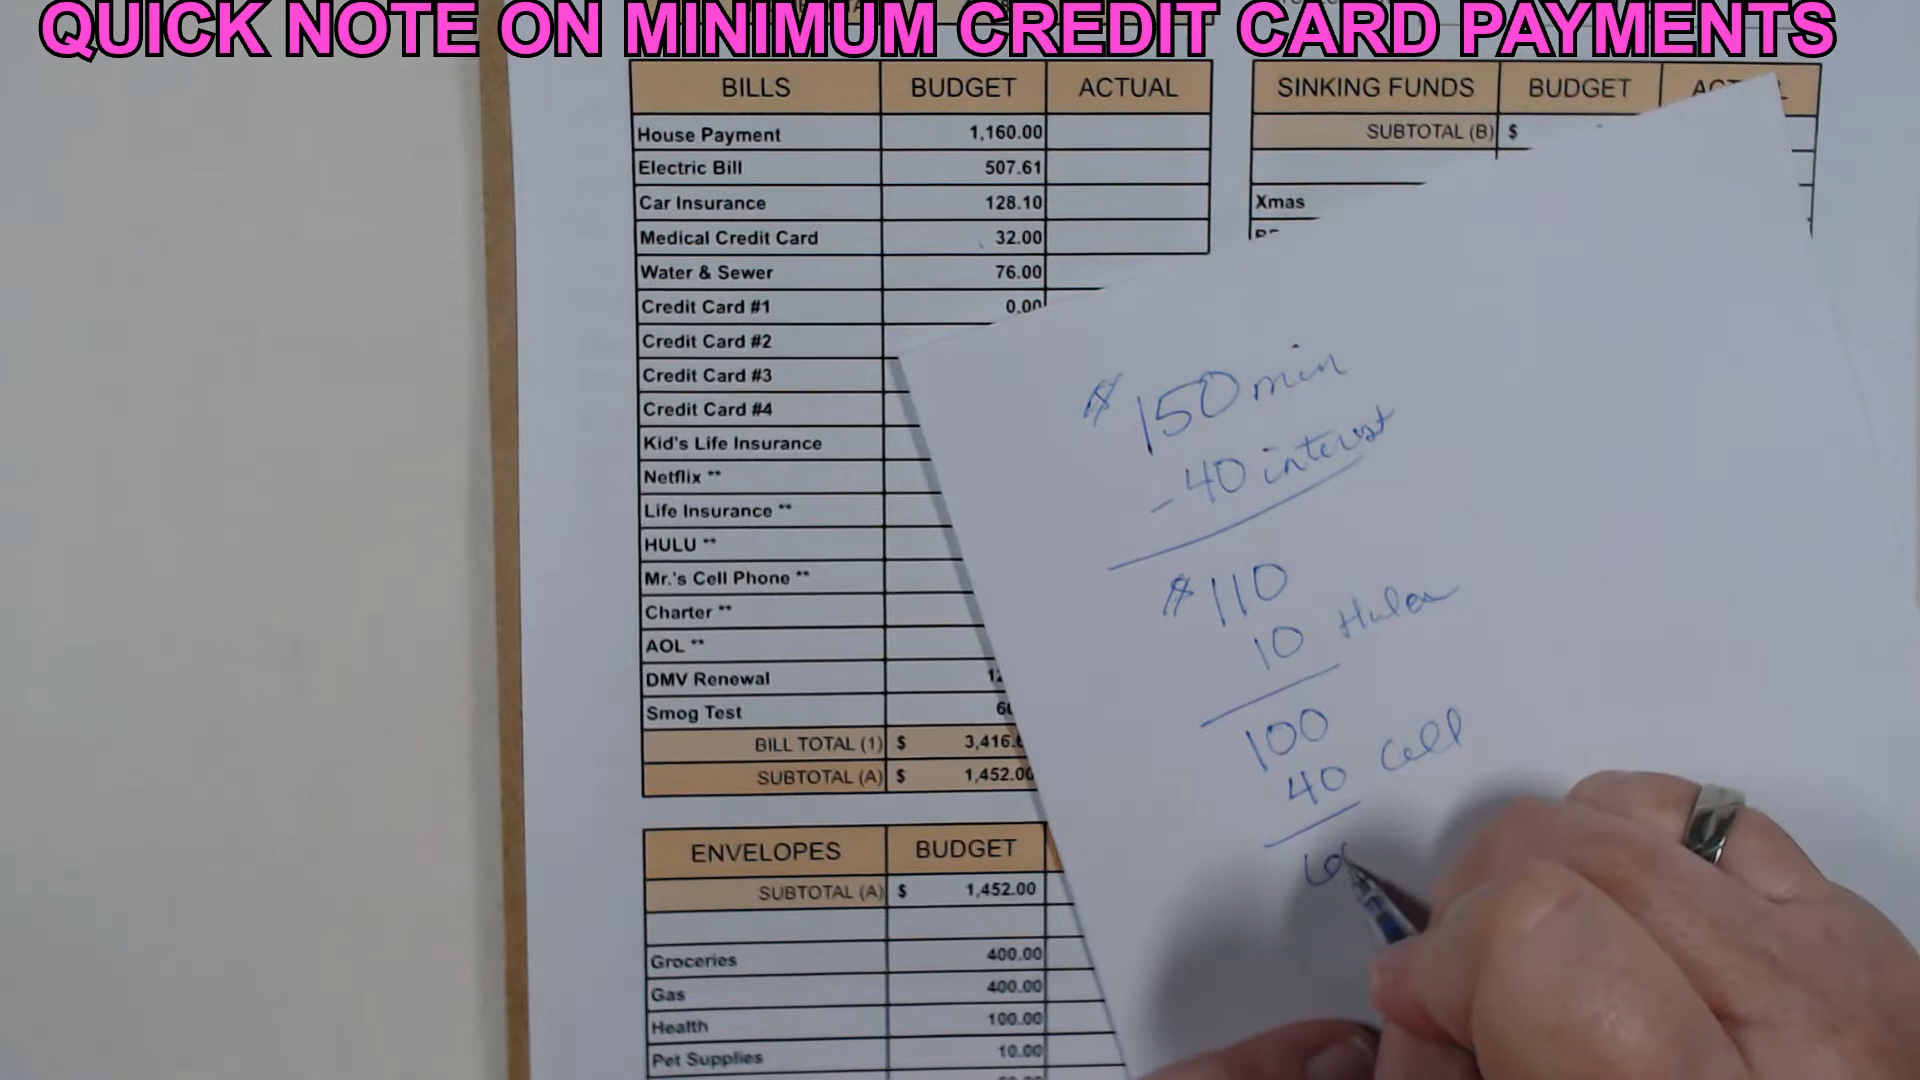 QUICK NOTE ON MINIMUM CREDIT CARD PAYMENTS
BILLS BUDGET ACTUAL
House Payment 1,160.00
Electric Bill 507.61
Car Insurance 128.10
Medical Credit Card 32.00
Water & Sewer 76.00
Credit Card #1 0.00
Credit Card #2
Credit Card #3
Credit Card #4
Kid's Life Insurance
Netflix **
Life Insurance **
HULU **
Mr.'s Cell Phone **
Charter **
AOL **
DMV Renewal
Smog Test
BILL TOTAL (1) $ 3,416.
SUBTOTAL (A) $ 1,452.00
ENVELOPES BUDGET
SUBTOTAL (A) $ 1,452.00
Groceries 400.00
Gas 400.00
Health 100.00
Pet Supplies 10.00
SINKING FUNDS BUDGET
SUBTOTAL (B) $
Xmas
$150 min
- 40 interest
$110
10 Hulu
100
40 Cell
60